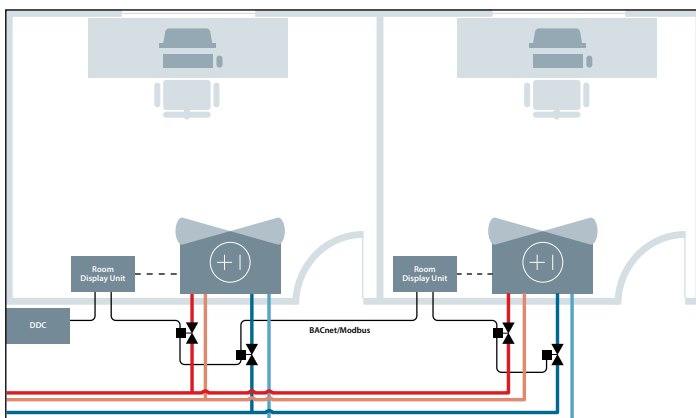 Room
Display Unit
Room
Display Unit
DDC
BACnet/Modbus